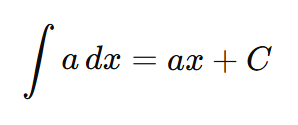 ∫ a dx = ax + C